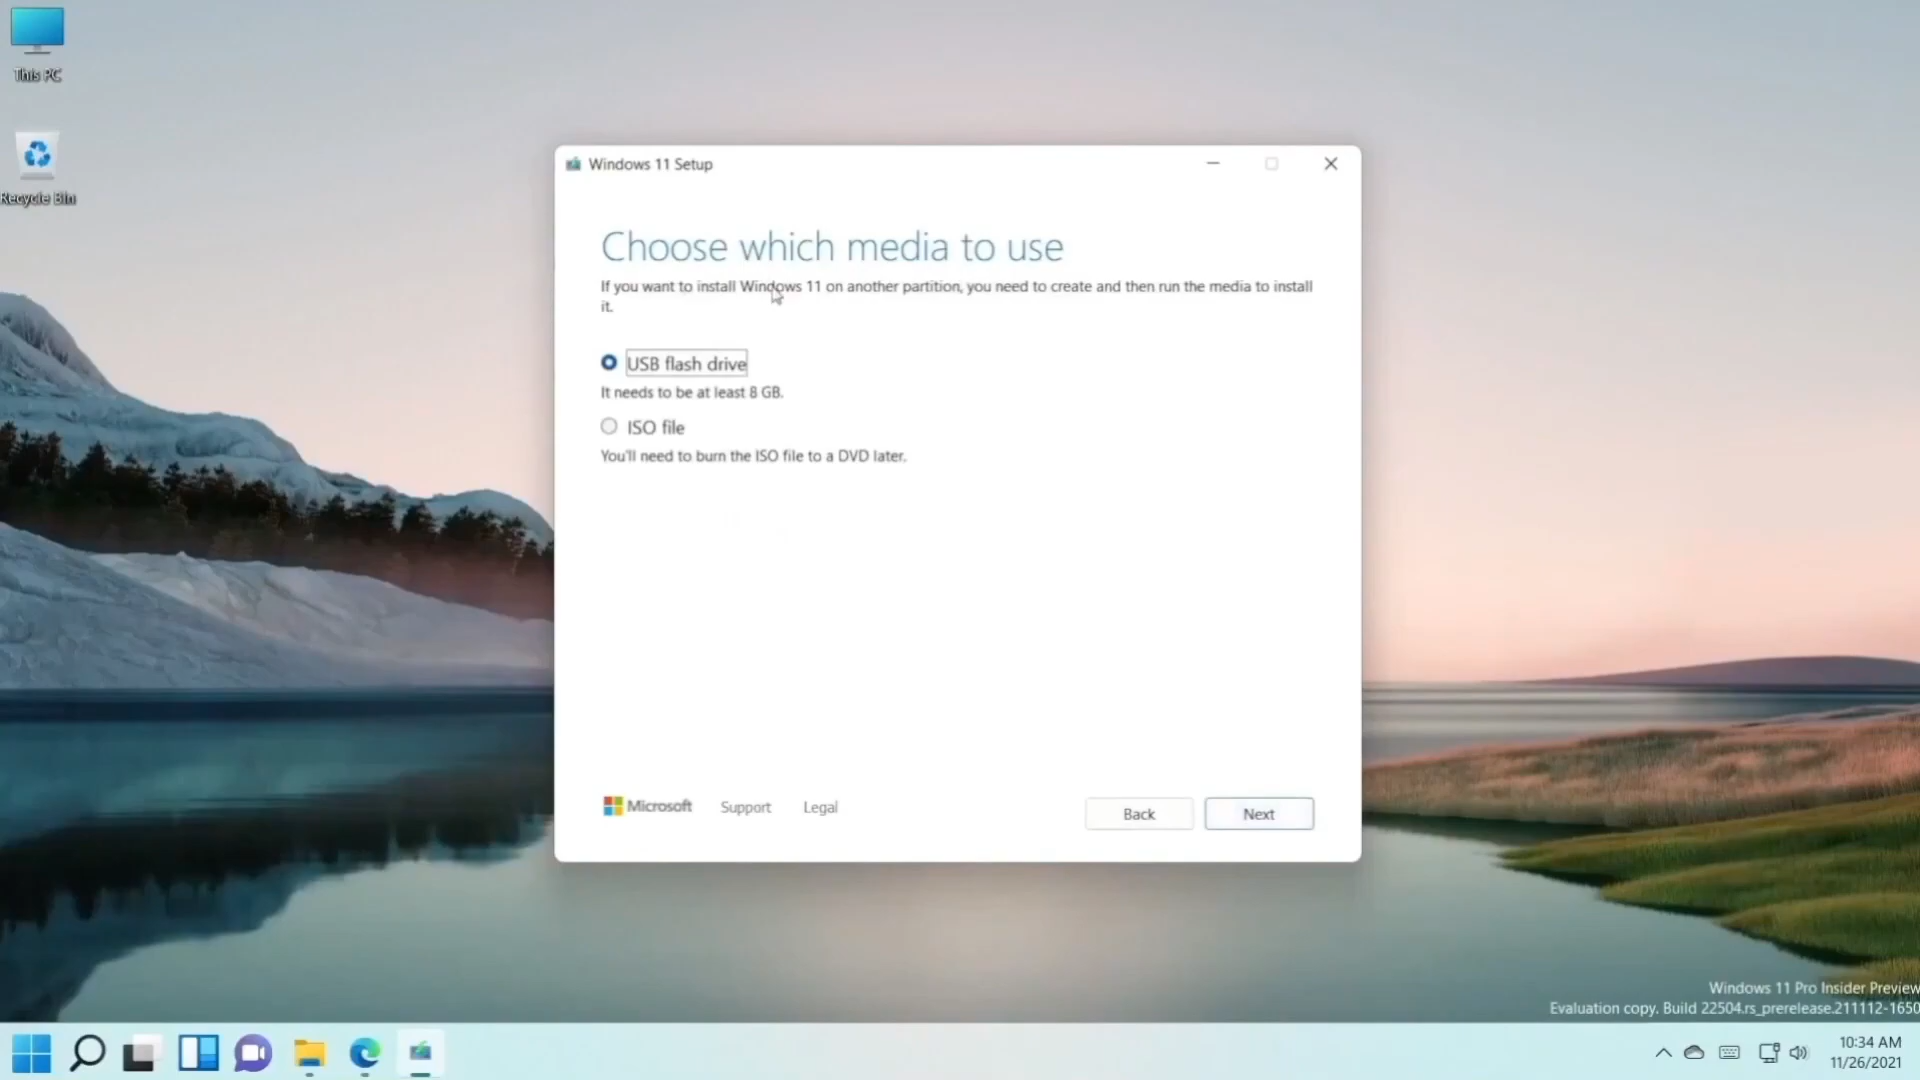 This PC
Recycle Bin
Windows 11 Setup
Choose which media to use
If you want to install Windows 11 on another partition, you need to create and then run the media to install
it.
USB flash drive
It needs to be at least 8 GB.
ISO file
You'll need to burn the ISO file to a DVD later.
Microsoft
Support
Legal
Back
Next
Windows 11 Pro Insider Preview
Evaluation copy. Build 22504.rs_prerelease.211112-1650
10:34 AM
11/26/2021